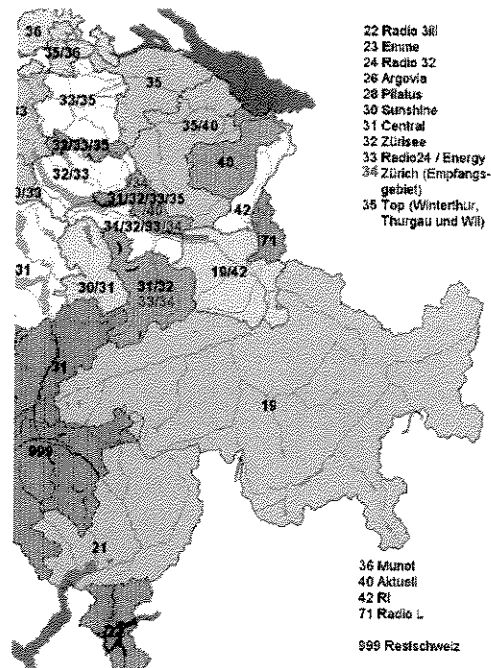 36
35/36
33/35
35
35/40
40
32/33/35
32/33
31/32/33/35
42
31/32/33/34
71
31
30/31
31/32
33/34
19/42
31
19
999
21
22
22 Radio 3iii
23 Emme
24 Radio 32
26 Argovia
28 Pilatus
30 Sunshine
31 Central
32 Zürisee
33 Radio24 / Energy
34 Zürich (Empfangs-
gebiet)
35 Top (Winterthur,
Thurgau und Wil)
36 Munot
40 Aktuell
42 RI
71 Radio L
999 Restschweiz